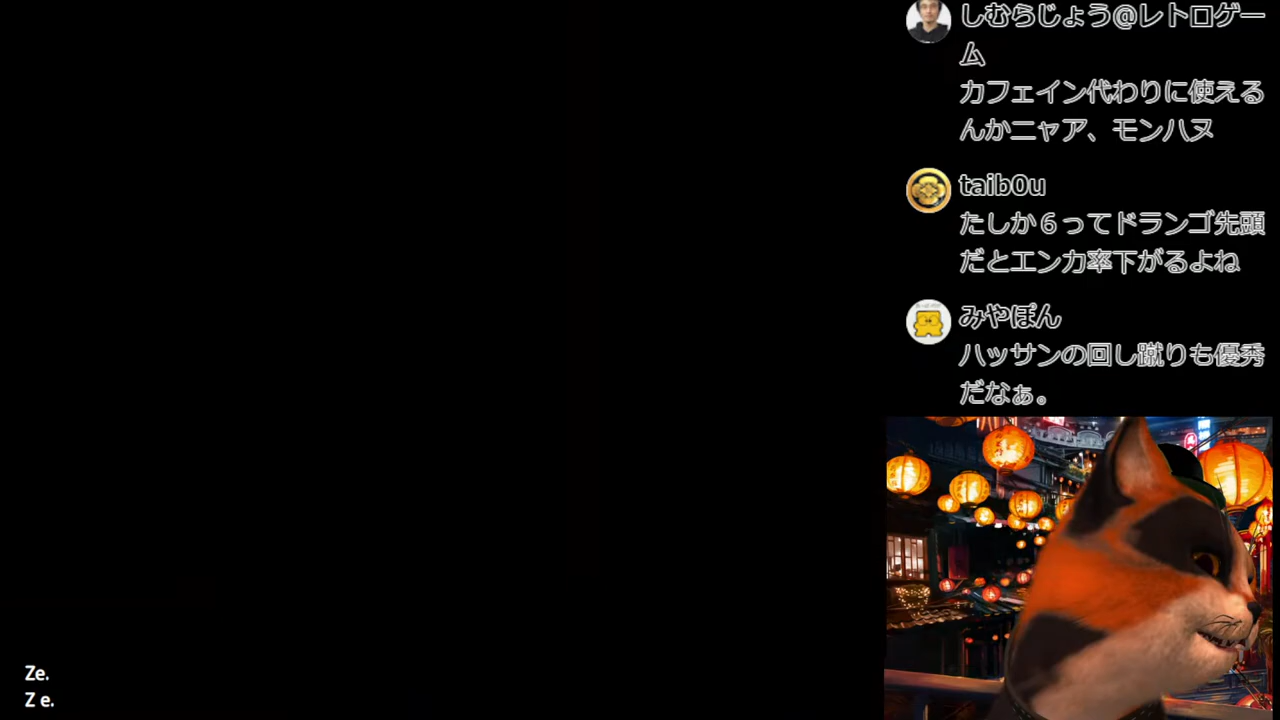 しむらじょう@レトロゲー
ム
カフェイン代わりに使える
んかニャア、モンハヌ
taib0u
たしか６ってドランゴ先頭
だとエンカ率下がるよね
みやぽん
ハッサンの回し蹴りも優秀
だなぁ。
Ze.
Z e.